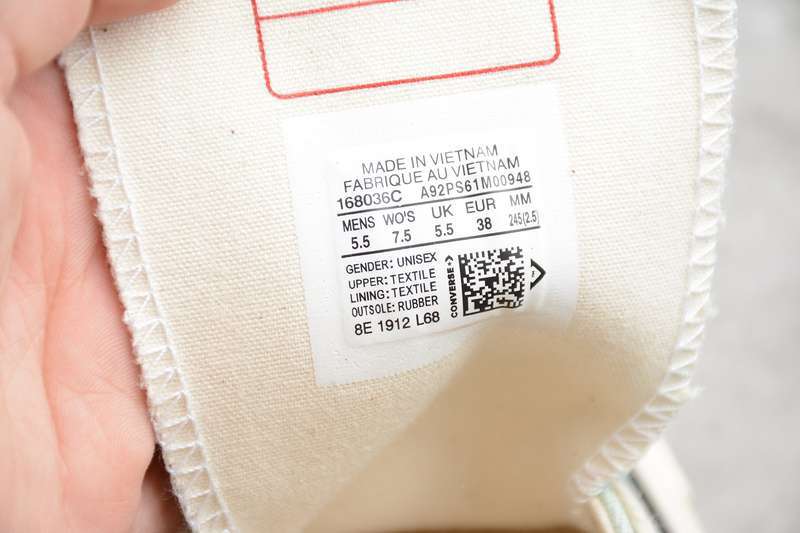 MADE IN VIETNAM
FABRIQUE AU VIETNAM
168036C A92PS61M00948
MENS WO'S UK EUR MM
5.5 7.5 5.5 38 245(2.5)
GENDER: UNISEX
UPPER: TEXTILE
LINING: TEXTILE
OUTSOLE: RUBBER
CONVERSE
8E 1912 L68